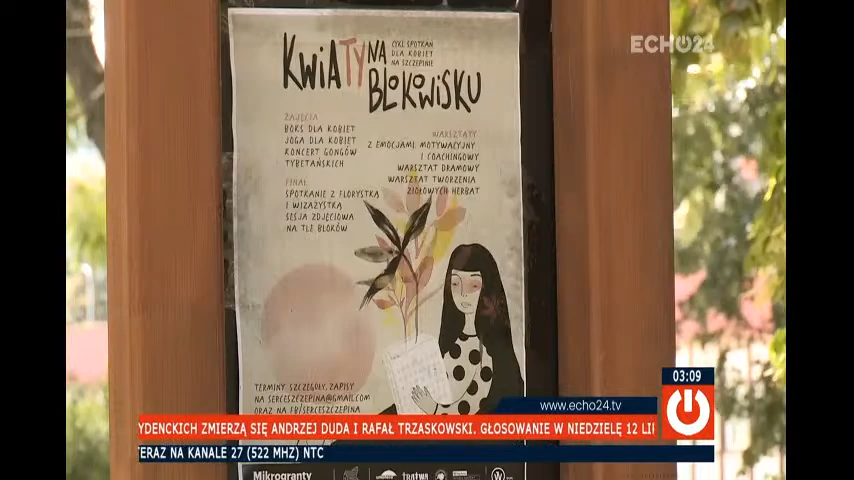 ECHO24
KWIATY NA
BLOKOWISKU
CYKL SPOTKAŃ
DLA KOBIET
NA SZCZEPINIE
ZAJĘCIA
BOKS DLA KOBIET
JOGA DLA KOBIET
KONCERT GONGÓW
TYBETAŃSKICH
WARSZTATY
Z EMOCJAMI, MOTYWACYJNY
I COACHINGOWY
WARSZTAT DRAMOWY
WARSZTAT TWORZENIA
ZIOŁOWYCH HERBAT
FINAŁ
SPOTKANIE Z FLORYSTKĄ
I WIZAŻYSTKĄ
SESJA ZDJĘCIOWA
NA TLE BLOKÓW
TERMINY, SZCZEGÓŁY, ZAPISY
NA SERCESZCZEPINA@GMAIL.COM
ORAZ NA FB/SERCESZCZEPINA
03:09
www.echo24.tv
YDENCKICH ZMIERZĄ SIĘ ANDRZEJ DUDA I RAFAŁ TRZASKOWSKI. GŁOSOWANIE W NIEDZIELĘ 12 LI
TERAZ NA KANALE 27 (522 MHZ) NTC
Mikrogranty
TRATWA